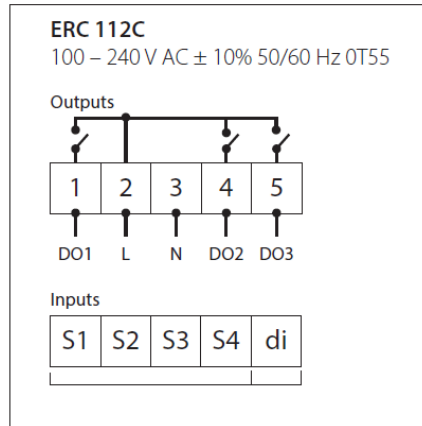 ERC 112C
100 – 240 V AC ± 10% 50/60 Hz 0T55
Outputs
1 2 3 4 5
DO1 L N DO2 DO3
Inputs
S1 S2 S3 S4 di